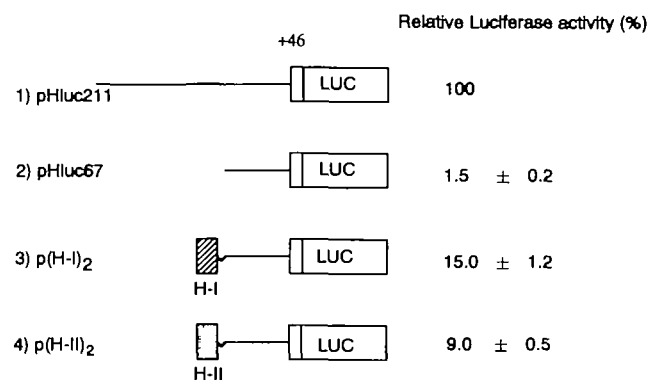 Relative Luciferase activity (%)
+46
1) pHluc211 LUC 100
2) pHluc67 LUC 1.5 ± 0.2
3) p(H-I)2 LUC 15.0 ± 1.2
H-I
4) p(H-II)2 LUC 9.0 ± 0.5
H-II